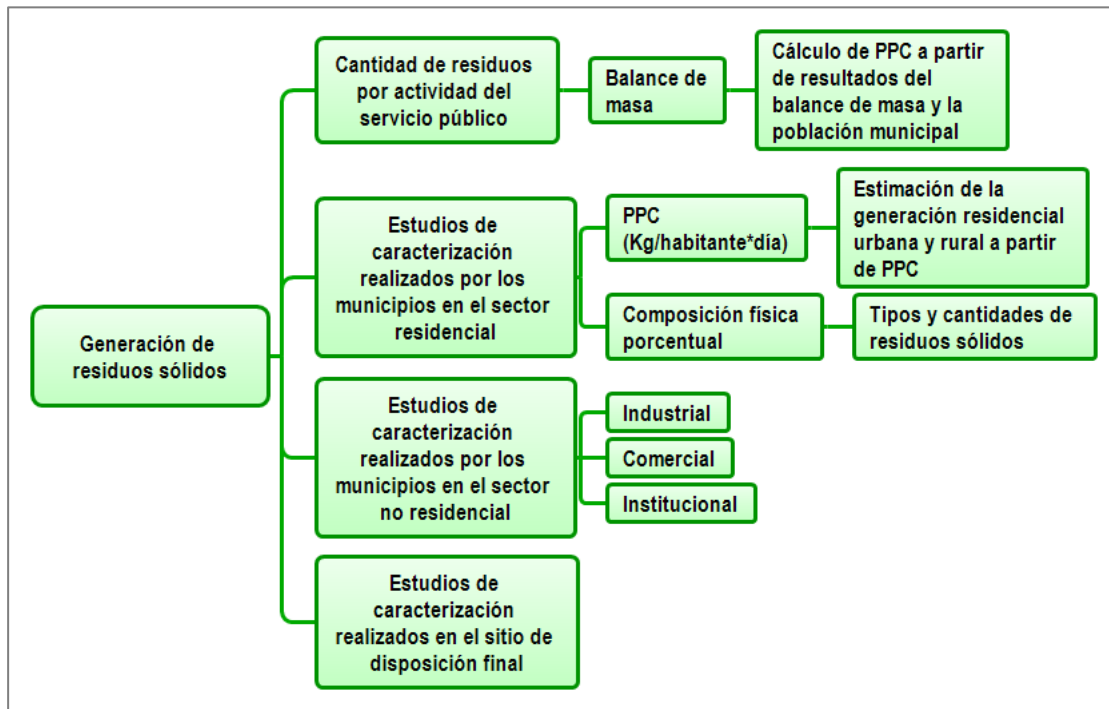 Generación de
residuos sólidos
Cantidad de residuos
por actividad del
servicio público
Balance de
masa
Cálculo de PPC a partir
de resultados del
balance de masa y la
población municipal
Estudios de
caracterización
realizados por los
municipios en el sector
residencial
PPC
(Kg/habitante*día)
Estimación de la
generación residencial
urbana y rural a partir
de PPC
Composición física
porcentual
Tipos y cantidades de
residuos sólidos
Estudios de
caracterización
realizados por los
municipios en el sector
no residencial
Industrial
Comercial
Institucional
Estudios de
caracterización
realizados en el sitio de
disposición final